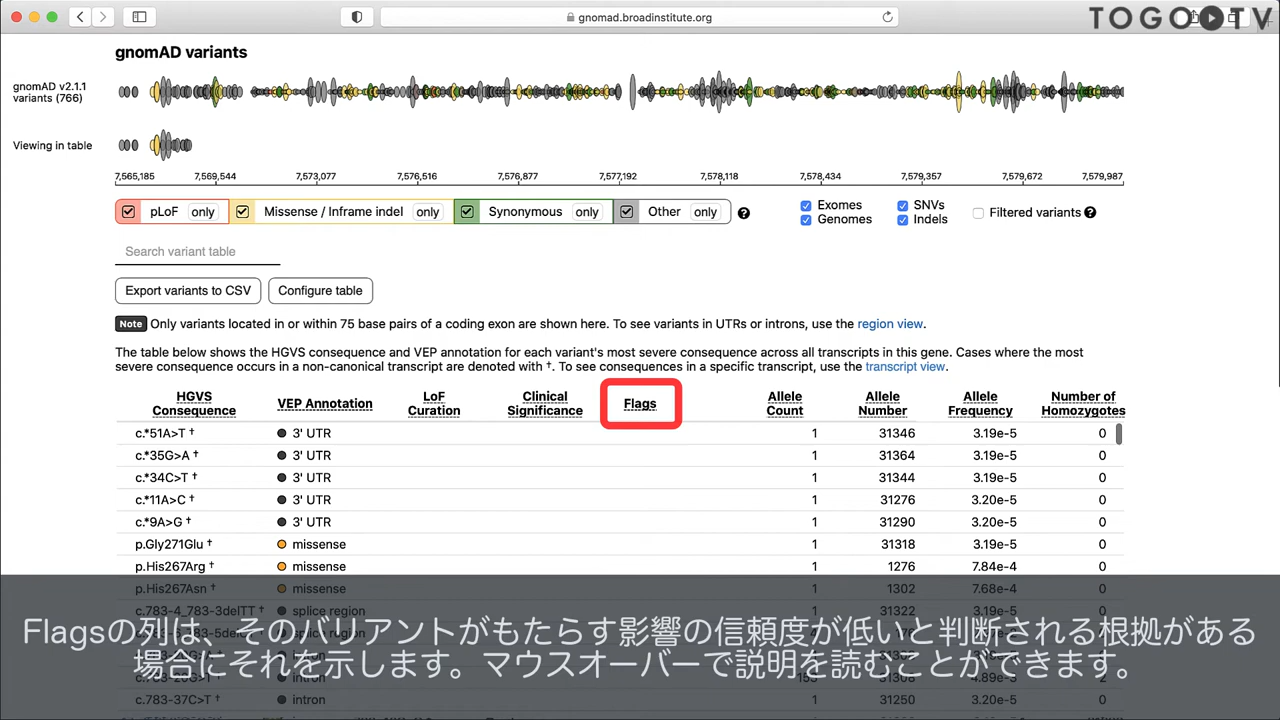 gnomad.broadinstitute.org
TOGO TV
gnomAD variants
gnomAD v2.1.1
variants (766)
Viewing in table
7,565,185 7,569,544 7,573,077 7,576,516 7,576,877 7,577,192 7,578,118 7,578,434 7,579,357 7,579,672 7,579,987
pLoF only Missense / Inframe indel only Synonymous only Other only ?
Exomes SNVs
Genomes Indels
Filtered variants ?
Search variant table
Export variants to CSV Configure table
Note Only variants located in or within 75 base pairs of a coding exon are shown here. To see variants in UTRs or introns, use the region view.
The table below shows the HGVS consequence and VEP annotation for each variant's most severe consequence across all transcripts in this gene. Cases where the most
severe consequence occurs in a non-canonical transcript are denoted with †. To see consequences in a specific transcript, use the transcript view.
HGVS Consequence VEP Annotation LoF Curation Clinical Significance Flags Allele Count Allele Number Allele Frequency Number of Homozygotes
c.*51A>T † 3' UTR 1 31346 3.19e-5 0
c.*35G>A † 3' UTR 1 31364 3.19e-5 0
c.*34C>T † 3' UTR 1 31344 3.19e-5 0
c.*11A>C † 3' UTR 1 31276 3.20e-5 0
c.*9A>G † 3' UTR 1 31290 3.20e-5 0
p.Gly271Glu † missense 1 31318 3.19e-5 0
p.His267Arg † missense 1 1276 7.84e-4 0
p.His267Asn † missense 1 1302 7.68e-4 0
c.783-4_783-3delTT † splice region 1 31322 3.19e-5 0
Flagsの列は、そのバリアントがもたらす影響の信頼度が低いと判断される根拠がある
場合にそれを示します。マウスオーバーで説明を読むことができます。
c.783-37C>T † intron 1 31250 3.20e-5 0